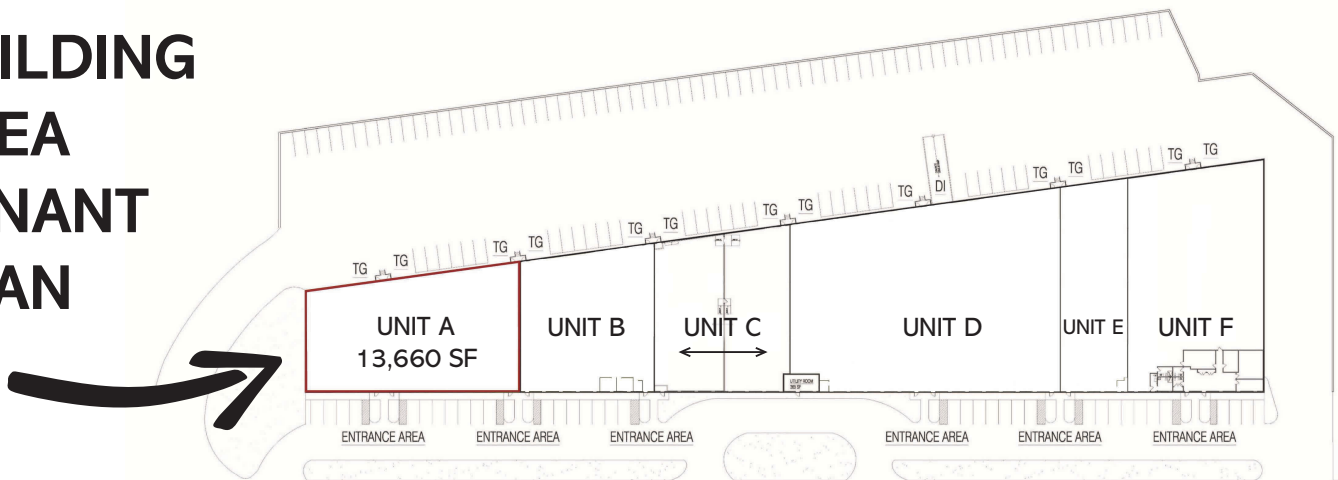 ILDING
EA
NANT
AN
TG
TG
TG
TG
TG
TG
TG
TG
TG
DI
TG
TG
TG
TG
TG
UNIT A
13,660 SF
UNIT B
UNIT C
UNIT D
UNIT E
UNIT F
UTILITY ROOM
ENTRANCE AREA
ENTRANCE AREA
ENTRANCE AREA
ENTRANCE AREA
ENTRANCE AREA
ENTRANCE AREA